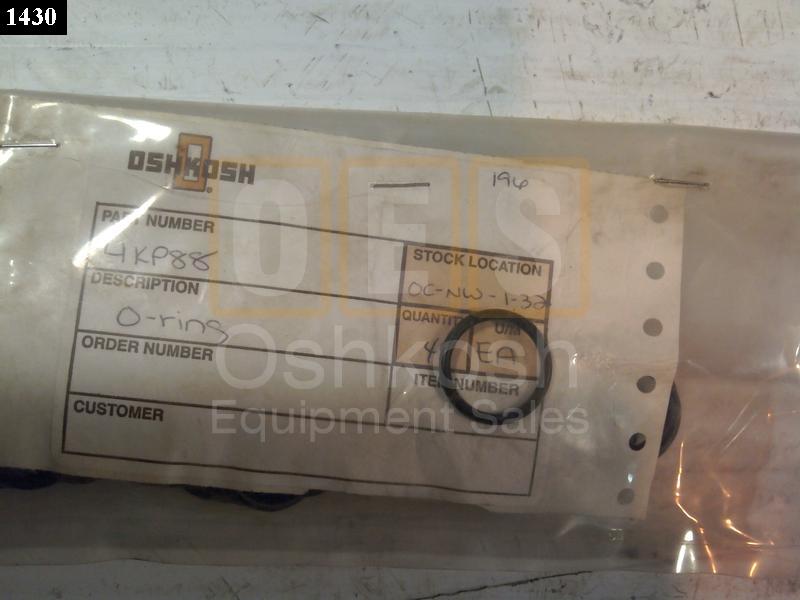 1430
OSHKOSH
®
196
PART NUMBER
4KP88
STOCK LOCATION
OC-NW-1-32
DESCRIPTION
O-ring
QUANTITY U/M
4 EA
ORDER NUMBER
ITEM NUMBER
CUSTOMER
OES
Oshkosh
Equipment Sales